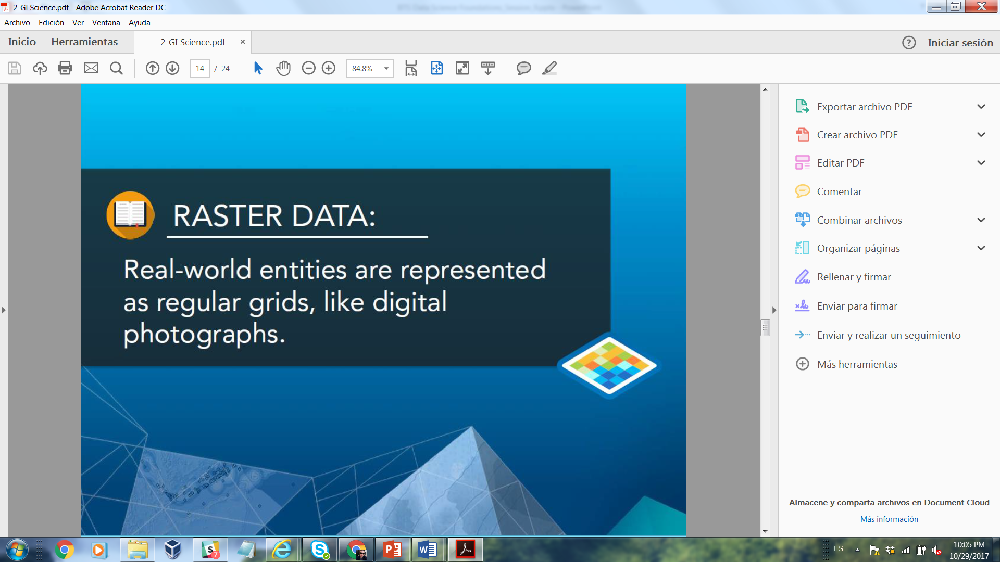 2_GI Science.pdf - Adobe Acrobat Reader DC
Archivo Edición Ver Ventana Ayuda
Inicio Herramientas 2_GI Science.pdf × ? Iniciar sesión
14 / 24 84.8%
RASTER DATA:
Real-world entities are represented
as regular grids, like digital
photographs.
Exportar archivo PDF
Crear archivo PDF
Editar PDF
Comentar
Combinar archivos
Organizar páginas
Rellenar y firmar
Enviar para firmar
Enviar y realizar un seguimiento
Más herramientas
Almacene y comparta archivos en Document Cloud
Más información
S 7
ES
10:05 PM
10/29/2017